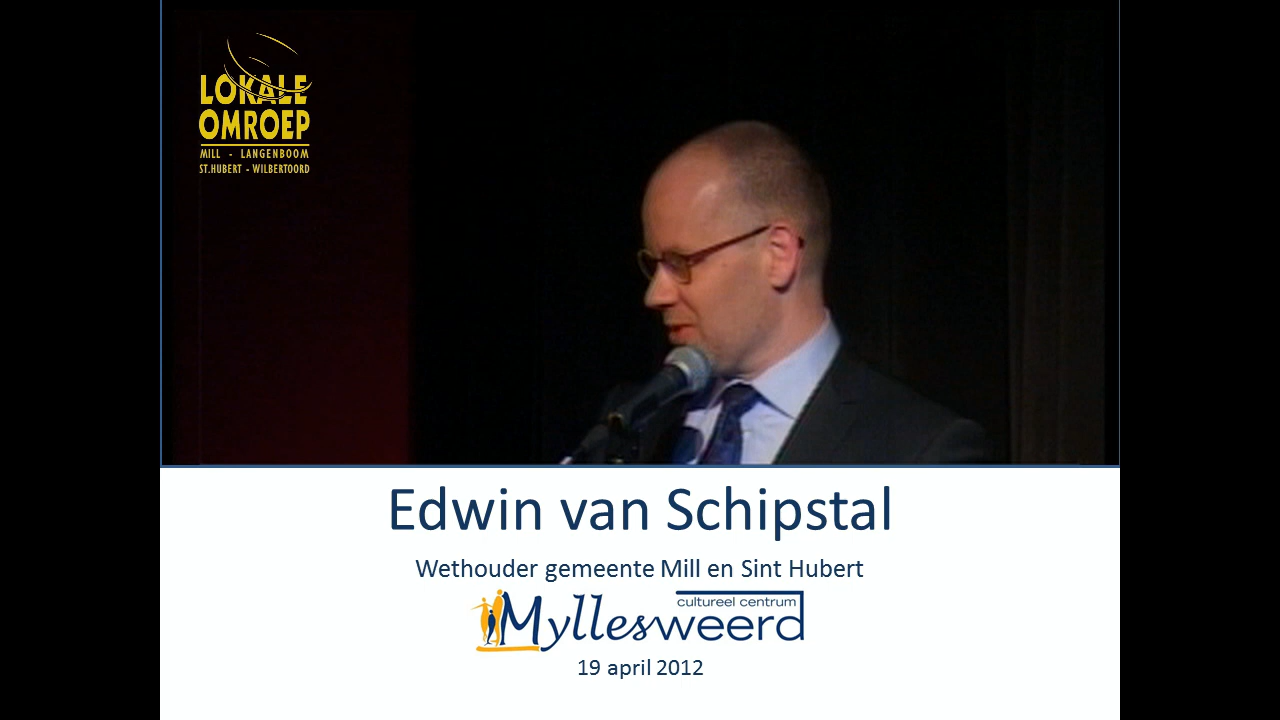 LOKALE
OMROEP
MILL - LANGENBOOM
ST.HUBERT - WILBERTOORD
Edwin van Schipstal
Wethouder gemeente Mill en Sint Hubert
cultureel centrum
Myllesweerd
19 april 2012